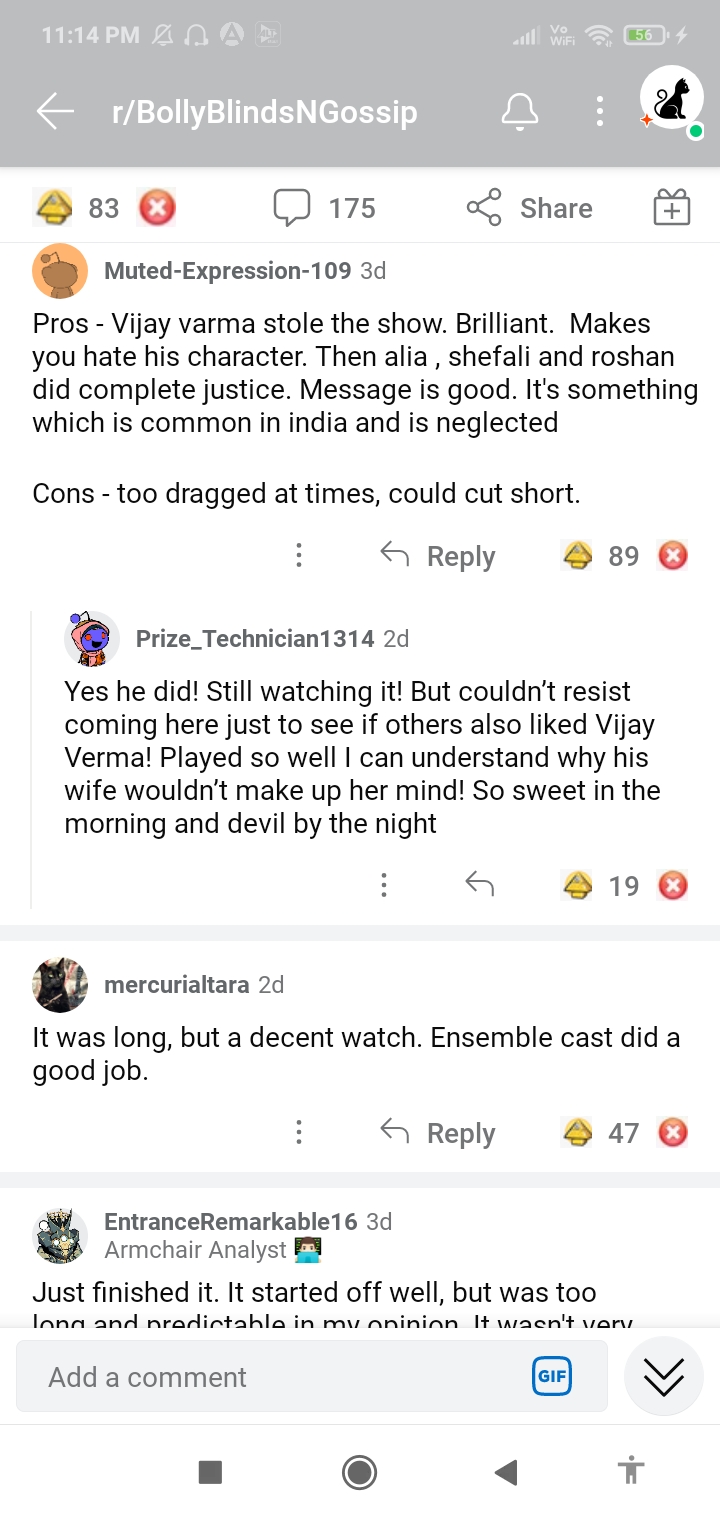 11:14 PM
Vo
WiFi
56
r/BollyBlindsNGossip
83
175
Share
Muted-Expression-109 3d
Pros - Vijay varma stole the show. Brilliant.  Makes
you hate his character. Then alia , shefali and roshan
did complete justice. Message is good. It's something
which is common in india and is neglected
Cons - too dragged at times, could cut short.
Reply
89
Prize_Technician1314 2d
Yes he did! Still watching it! But couldn’t resist
coming here just to see if others also liked Vijay
Verma! Played so well I can understand why his
wife wouldn’t make up her mind! So sweet in the
morning and devil by the night
19
mercurialtara 2d
It was long, but a decent watch. Ensemble cast did a
good job.
Reply
47
EntranceRemarkable16 3d
Armchair Analyst 👨🏻‍💻
Just finished it. It started off well, but was too
long and predictable in my opinion. It wasn't very
Add a comment
GIF